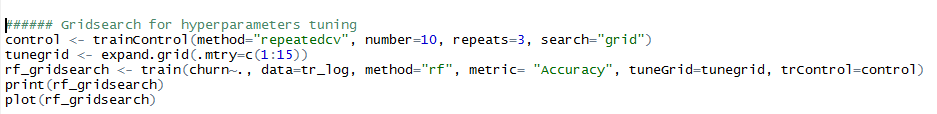 ###### Gridsearch for hyperparameters tuning
control <- trainControl(method="repeatedcv", number=10, repeats=3, search="grid")
tunegrid <- expand.grid(.mtry=c(1:15))
rf_gridsearch <- train(churn~., data=tr_log, method="rf", metric= "Accuracy", tuneGrid=tunegrid, trControl=control)
print(rf_gridsearch)
plot(rf_gridsearch)